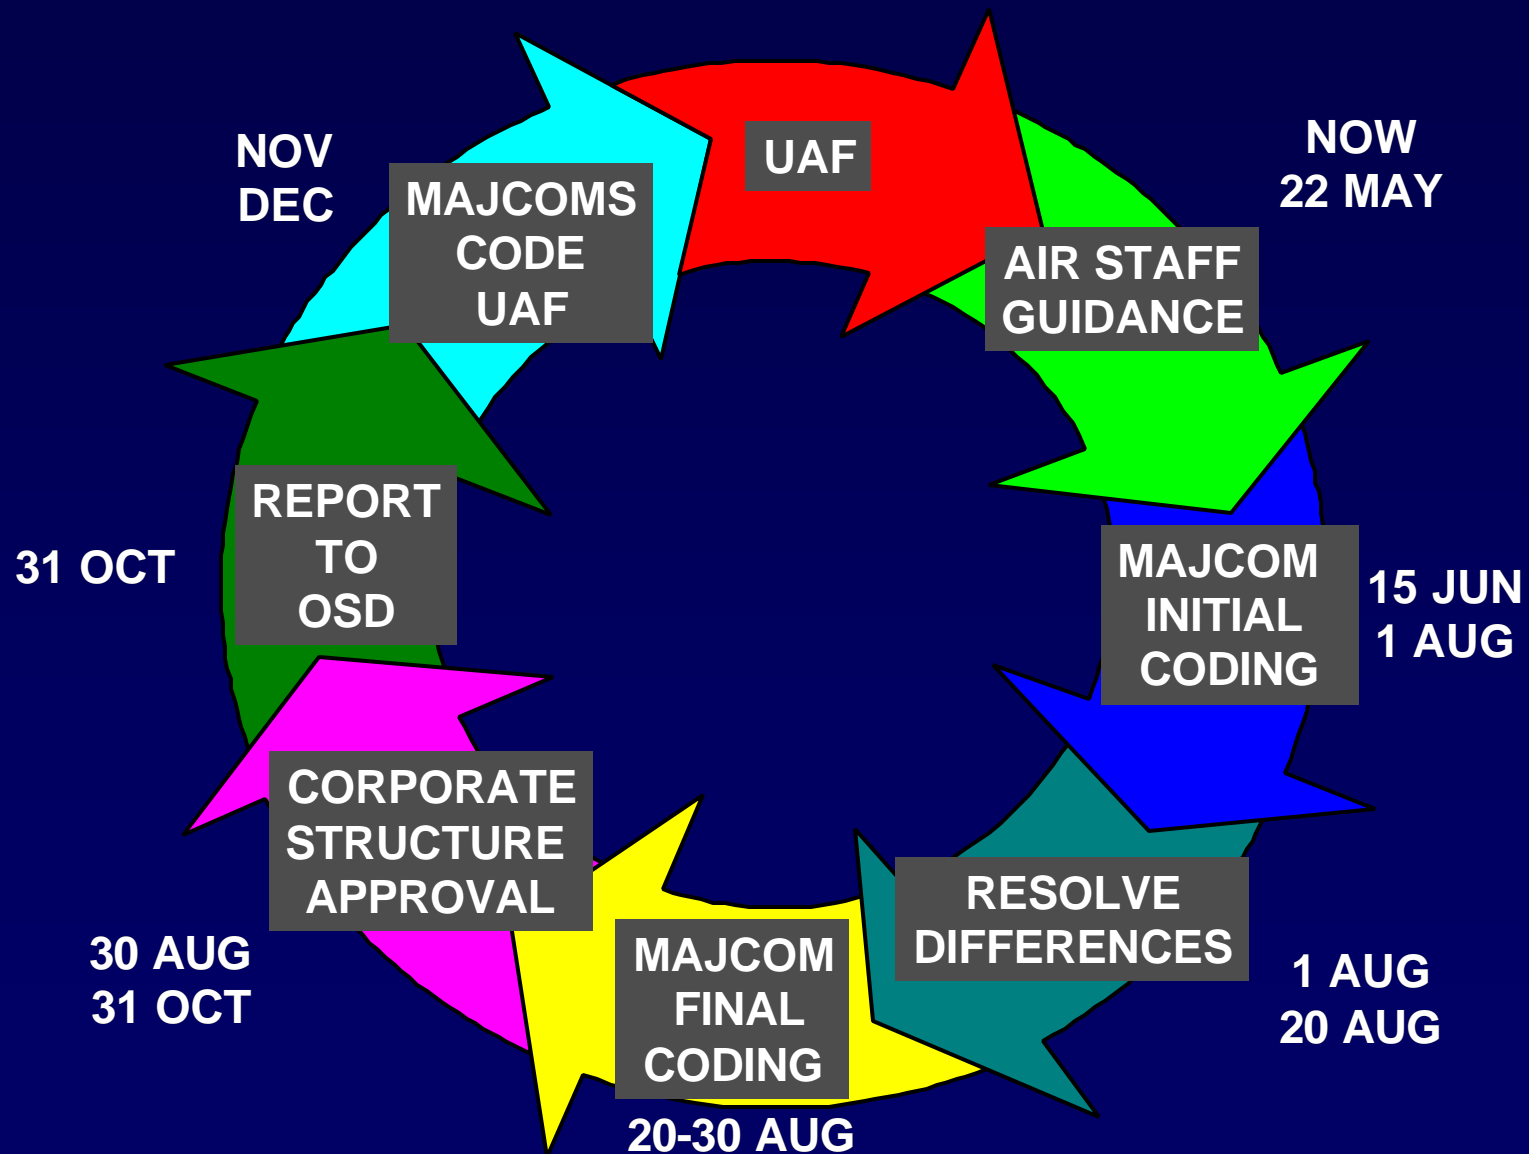 UAF
NOW
22 MAY
AIR STAFF
GUIDANCE
MAJCOM
INITIAL
CODING
15 JUN
1 AUG
RESOLVE
DIFFERENCES
1 AUG
20 AUG
MAJCOM
FINAL
CODING
20-30 AUG
CORPORATE
STRUCTURE
APPROVAL
30 AUG
31 OCT
REPORT
TO
OSD
31 OCT
MAJCOMS
CODE
UAF
NOV
DEC